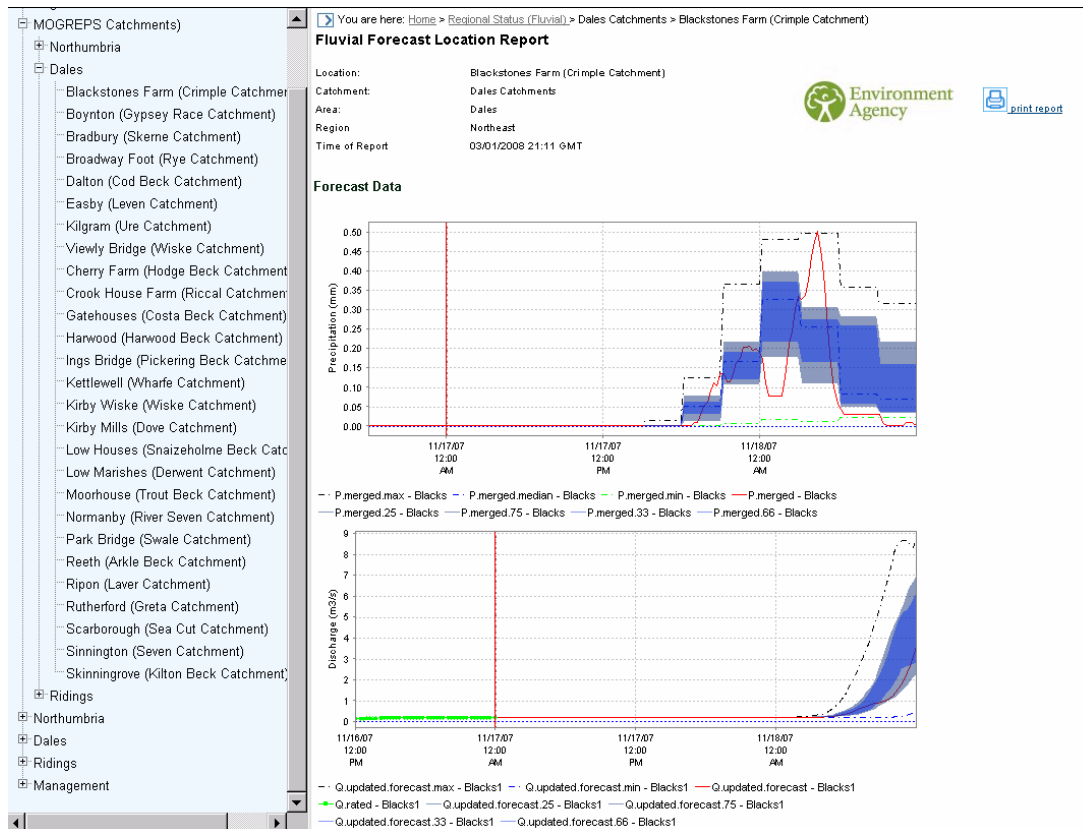 MOGREPS Catchments)
Northumbria
Dales
Blackstones Farm (Crimple Catchmer
Boynton (Gypsey Race Catchment)
Bradbury (Skerne Catchment)
Broadway Foot (Rye Catchment)
Dalton (Cod Beck Catchment)
Easby (Leven Catchment)
Kilgram (Ure Catchment)
Viewly Bridge (Wiske Catchment)
Cherry Farm (Hodge Beck Catchment
Crook House Farm (Riccal Catchmen
Gatehouses (Costa Beck Catchment)
Harwood (Harwood Beck Catchment)
Ings Bridge (Pickering Beck Catchme
Kettlewell (Wharfe Catchment)
Kirby Wiske (Wiske Catchment)
Kirby Mills (Dove Catchment)
Low Houses (Snaizeholme Beck Catc
Low Marishes (Derwent Catchment)
Moorhouse (Trout Beck Catchment)
Normanby (River Seven Catchment)
Park Bridge (Swale Catchment)
Reeth (Arkle Beck Catchment)
Ripon (Laver Catchment)
Rutherford (Greta Catchment)
Scarborough (Sea Cut Catchment)
Sinnington (Seven Catchment)
Skinningrove (Kilton Beck Catchment)
Ridings
Northumbria
Dales
Ridings
Management
You are here: Home > Regional Status (Fluvial) > Dales Catchments > Blackstones Farm (Crimple Catchment)
Fluvial Forecast Location Report
Location: Blackstones Farm (Crimple Catchment)
Catchment: Dales Catchments
Area: Dales
Region Northeast
Time of Report 03/01/2008 21:11 GMT
Environment
Agency
print report
Forecast Data
Precipitation (mm)
0.50
0.45
0.40
0.35
0.30
0.25
0.20
0.15
0.10
0.05
0.00
11/17/07 11/17/07 11/18/07
12:00 12:00 12:00
AM PM AM
P.merged.max - Blacks P.merged.median - Blacks P.merged.min - Blacks P.merged - Blacks
P.merged.25 - Blacks P.merged.75 - Blacks P.merged.33 - Blacks P.merged.66 - Blacks
Discharge (m3/s)
9
8
7
6
5
4
3
2
1
0
11/16/07 11/17/07 11/17/07 11/18/07
12:00 12:00 12:00 12:00
PM AM PM AM
Q.updated.forecast.max - Blacks1 Q.updated.forecast.min - Blacks1 Q.updated.forecast - Blacks1
Q.rated - Blacks1 Q.updated.forecast.25 - Blacks1 Q.updated.forecast.75 - Blacks1
Q.updated.forecast.33 - Blacks1 Q.updated.forecast.66 - Blacks1